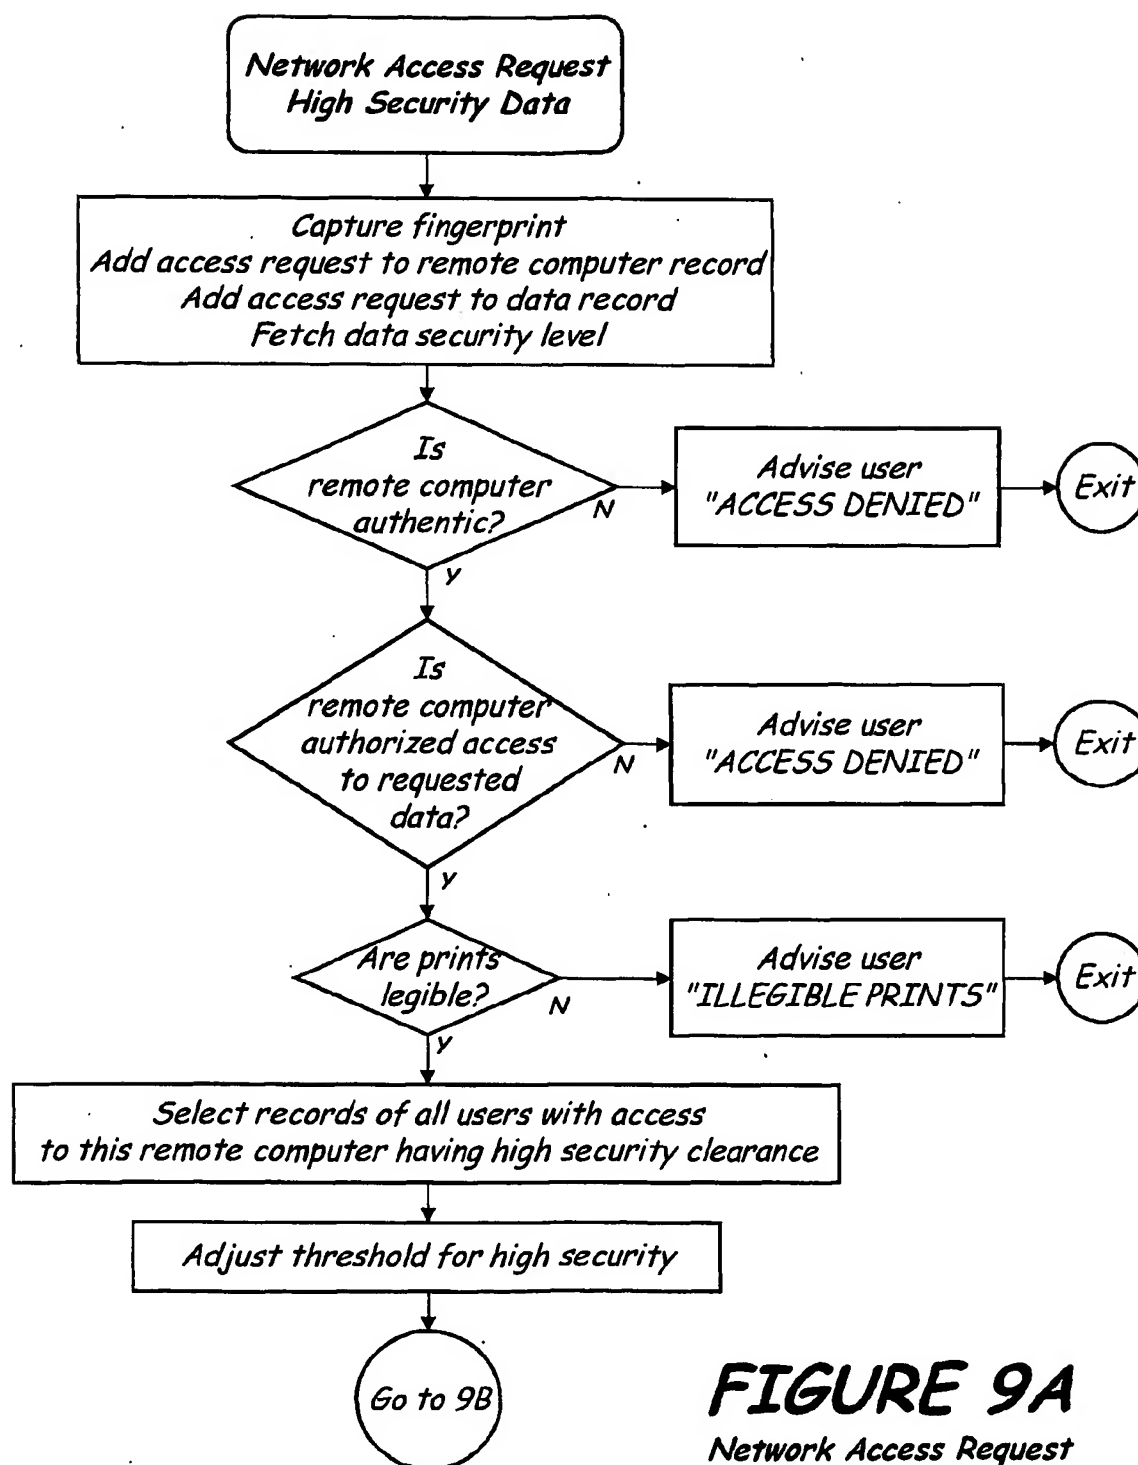 Network Access Request
High Security Data
Capture fingerprint
Add access request to remote computer record
Add access request to data record
Fetch data security level
Is
remote computer
authentic?
N
Advise user
"ACCESS DENIED"
Exit
Y
Is
remote computer
authorized access
to requested
data?
N
Advise user
"ACCESS DENIED"
Exit
Y
Are prints
legible?
N
Advise user
"ILLEGIBLE PRINTS"
Exit
Y
Select records of all users with access
to this remote computer having high security clearance
Adjust threshold for high security
Go to 9B
FIGURE 9A
Network Access Request